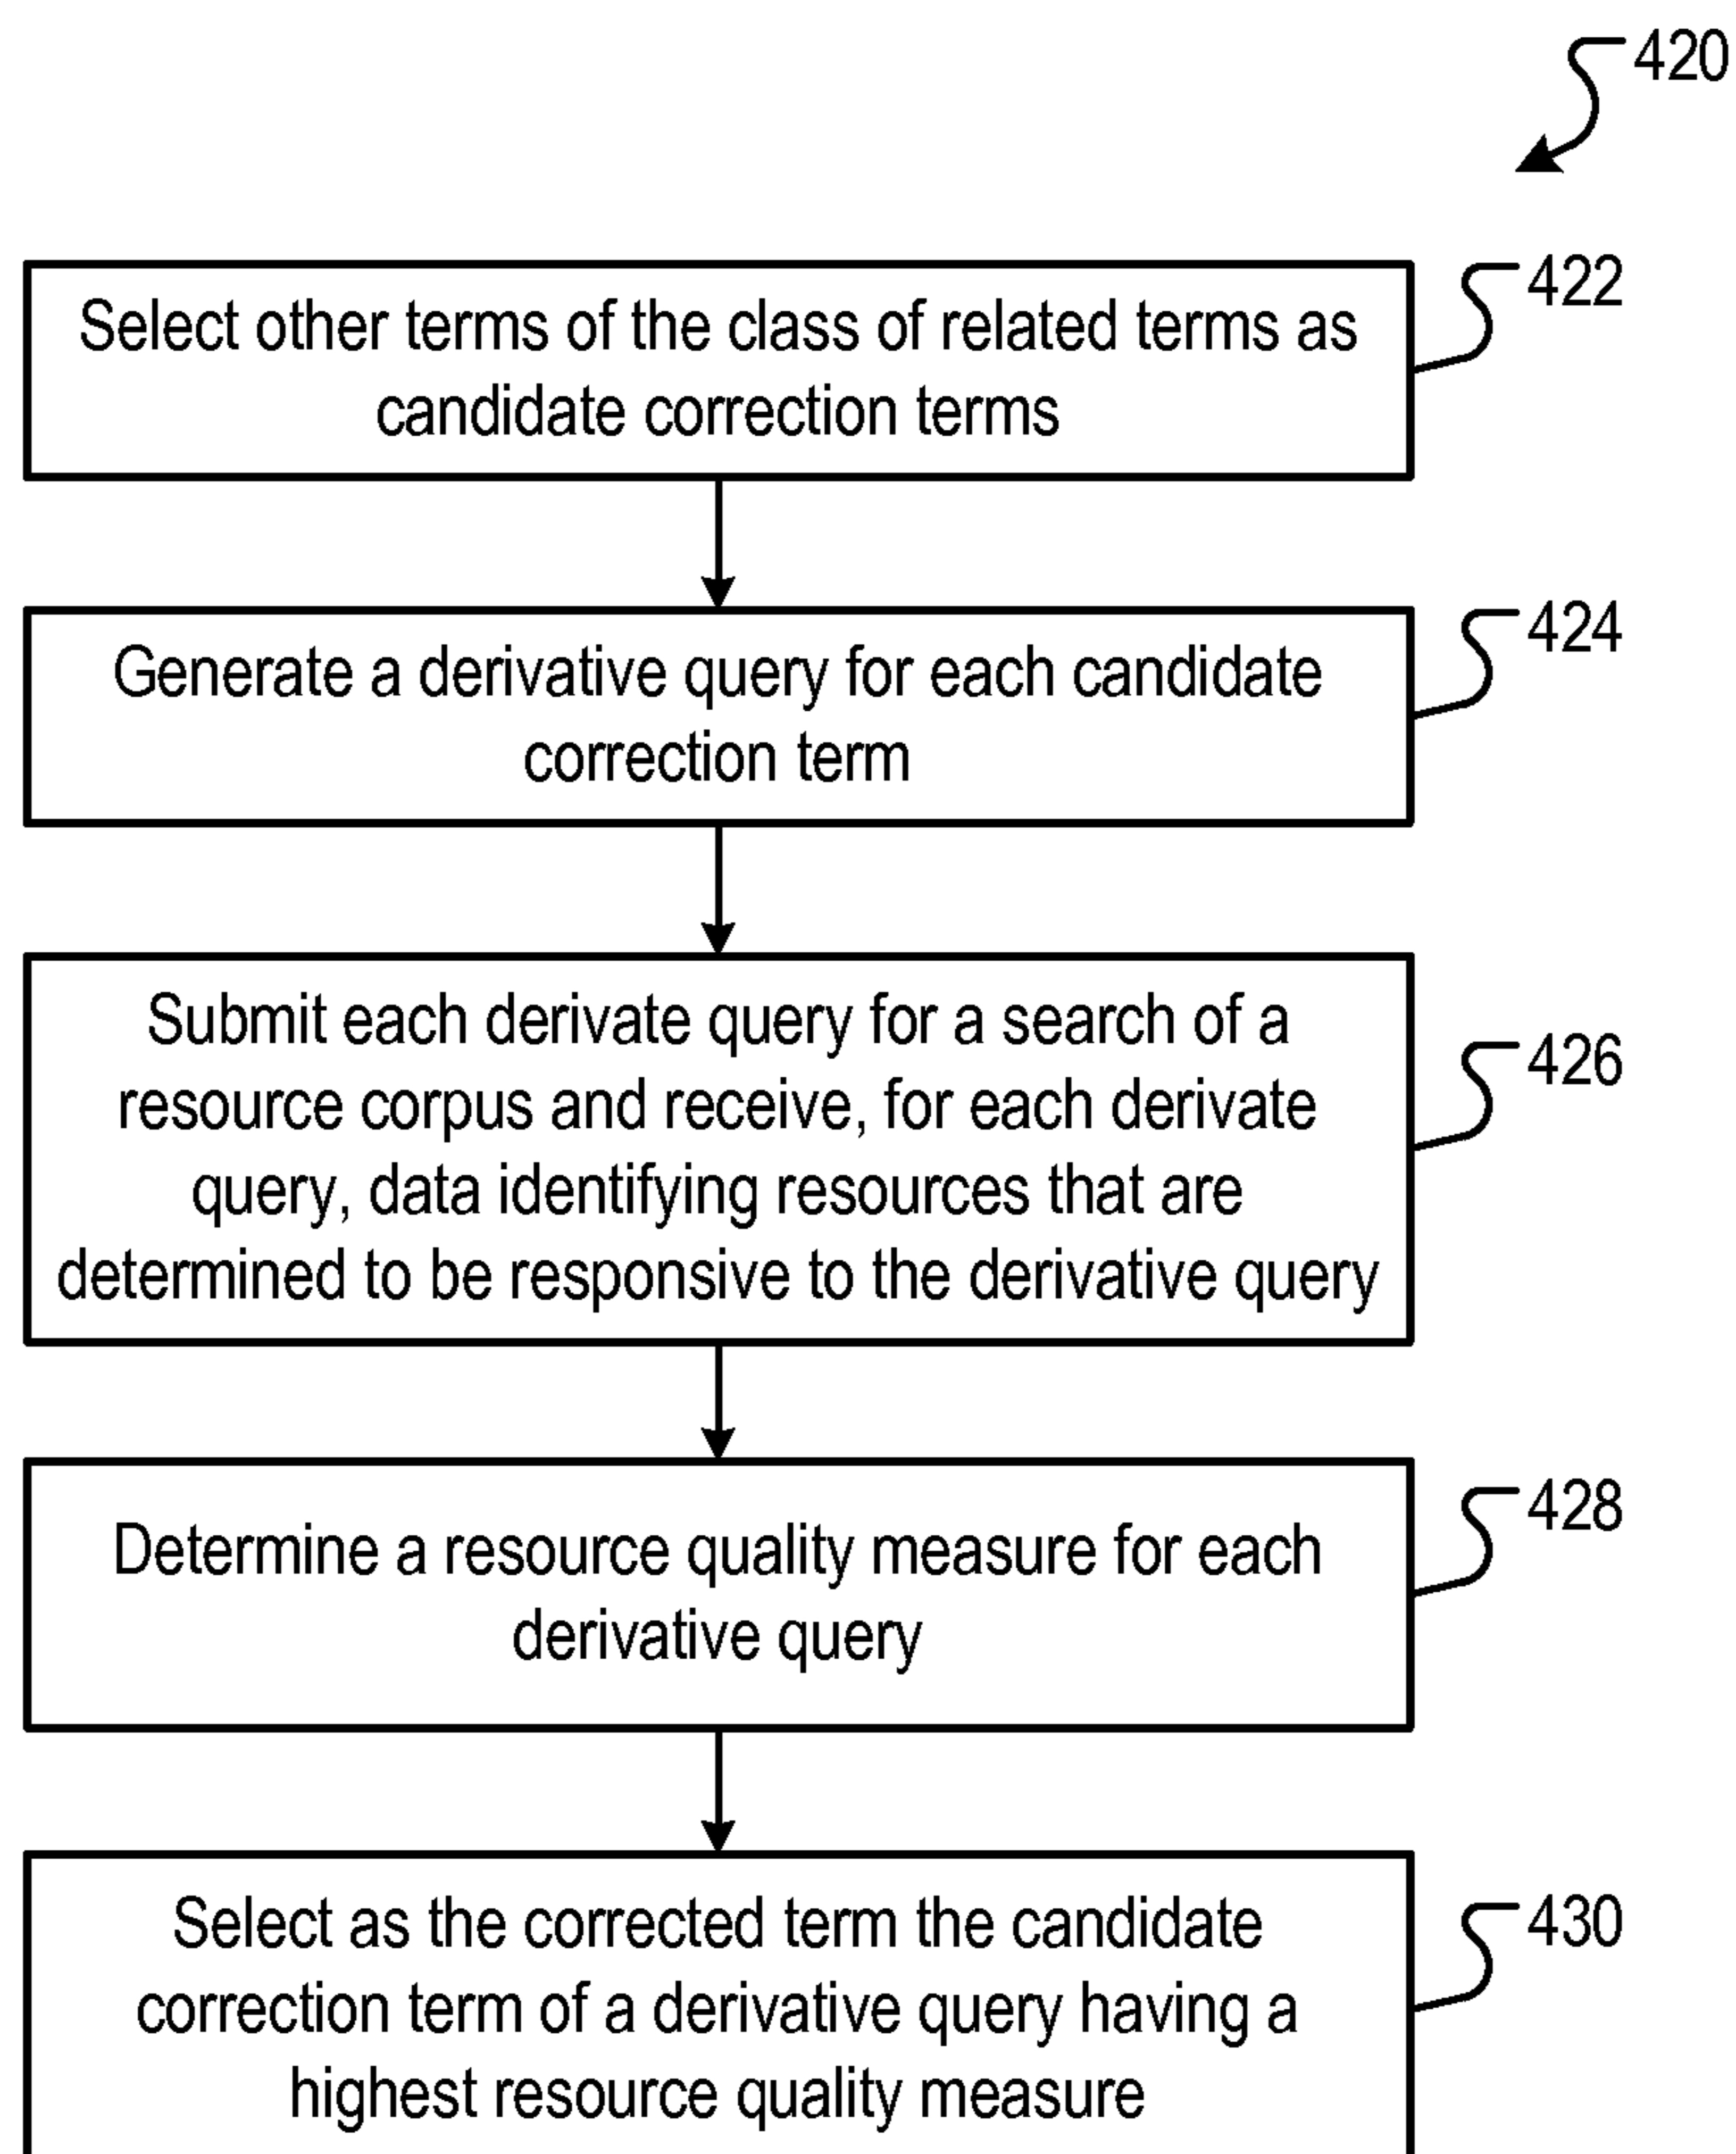 420
Select other terms of the class of related terms as
candidate correction terms
422
Generate a derivative query for each candidate
correction term
424
Submit each derivate query for a search of a
resource corpus and receive, for each derivate
query, data identifying resources that are
determined to be responsive to the derivative query
426
Determine a resource quality measure for each
derivative query
428
Select as the corrected term the candidate
correction term of a derivative query having a
highest resource quality measure
430